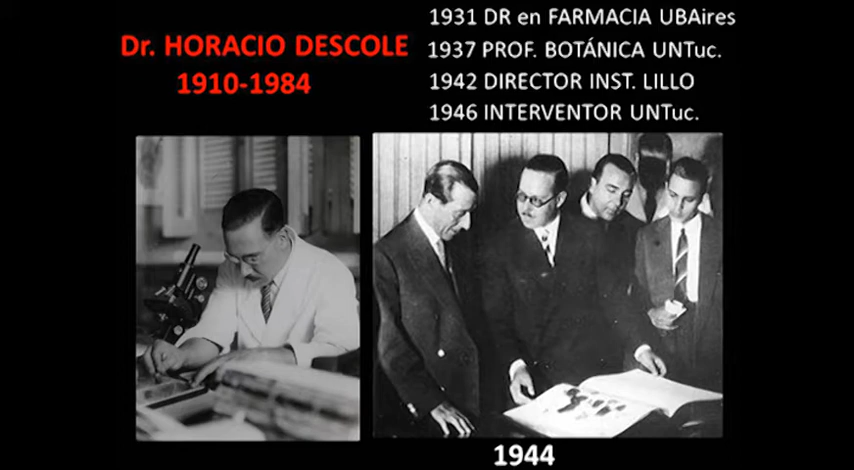 Dr. HORACIO DESCOLE
1910-1984
1931 DR en FARMACIA UBAires
1937 PROF. BOTÁNICA UNTuc.
1942 DIRECTOR INST. LILLO
1946 INTERVENTOR UNTuc.
1944